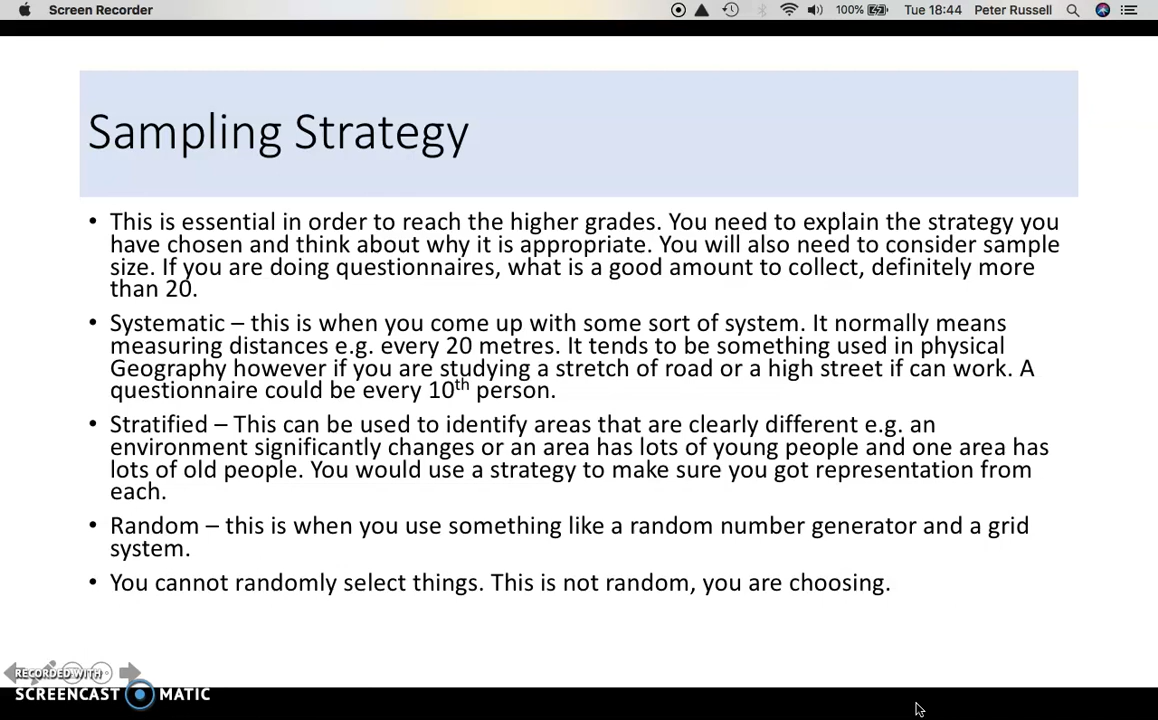 Screen Recorder
100%
Tue 18:44
Peter Russell
Sampling Strategy
• This is essential in order to reach the higher grades. You need to explain the strategy you
have chosen and think about why it is appropriate. You will also need to consider sample
size. If you are doing questionnaires, what is a good amount to collect, definitely more
than 20.
• Systematic – this is when you come up with some sort of system. It normally means
measuring distances e.g. every 20 metres. It tends to be something used in physical
Geography however if you are studying a stretch of road or a high street if can work. A
questionnaire could be every 10th person.
• Stratified – This can be used to identify areas that are clearly different e.g. an
environment significantly changes or an area has lots of young people and one area has
lots of old people. You would use a strategy to make sure you got representation from
each.
• Random – this is when you use something like a random number generator and a grid
system.
• You cannot randomly select things. This is not random, you are choosing.
RECORDED WITH
SCREENCAST MATIC